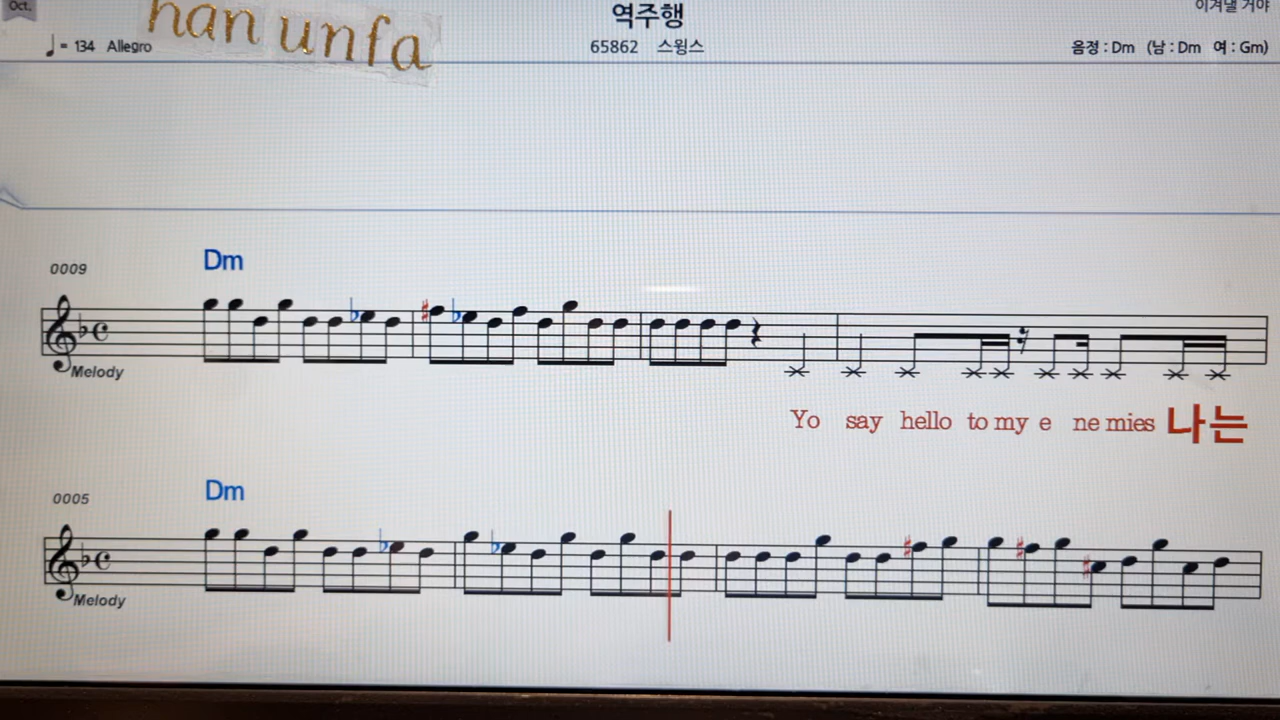 Oct.
han unfa
역주행
이겨낼 거야
♩= 134 Allegro
65862 스윙스
음정 : Dm (남 : Dm 여 : Gm)
0009
Dm
Melody
Yo say hello to my e ne mies 나는
0005
Dm
Melody